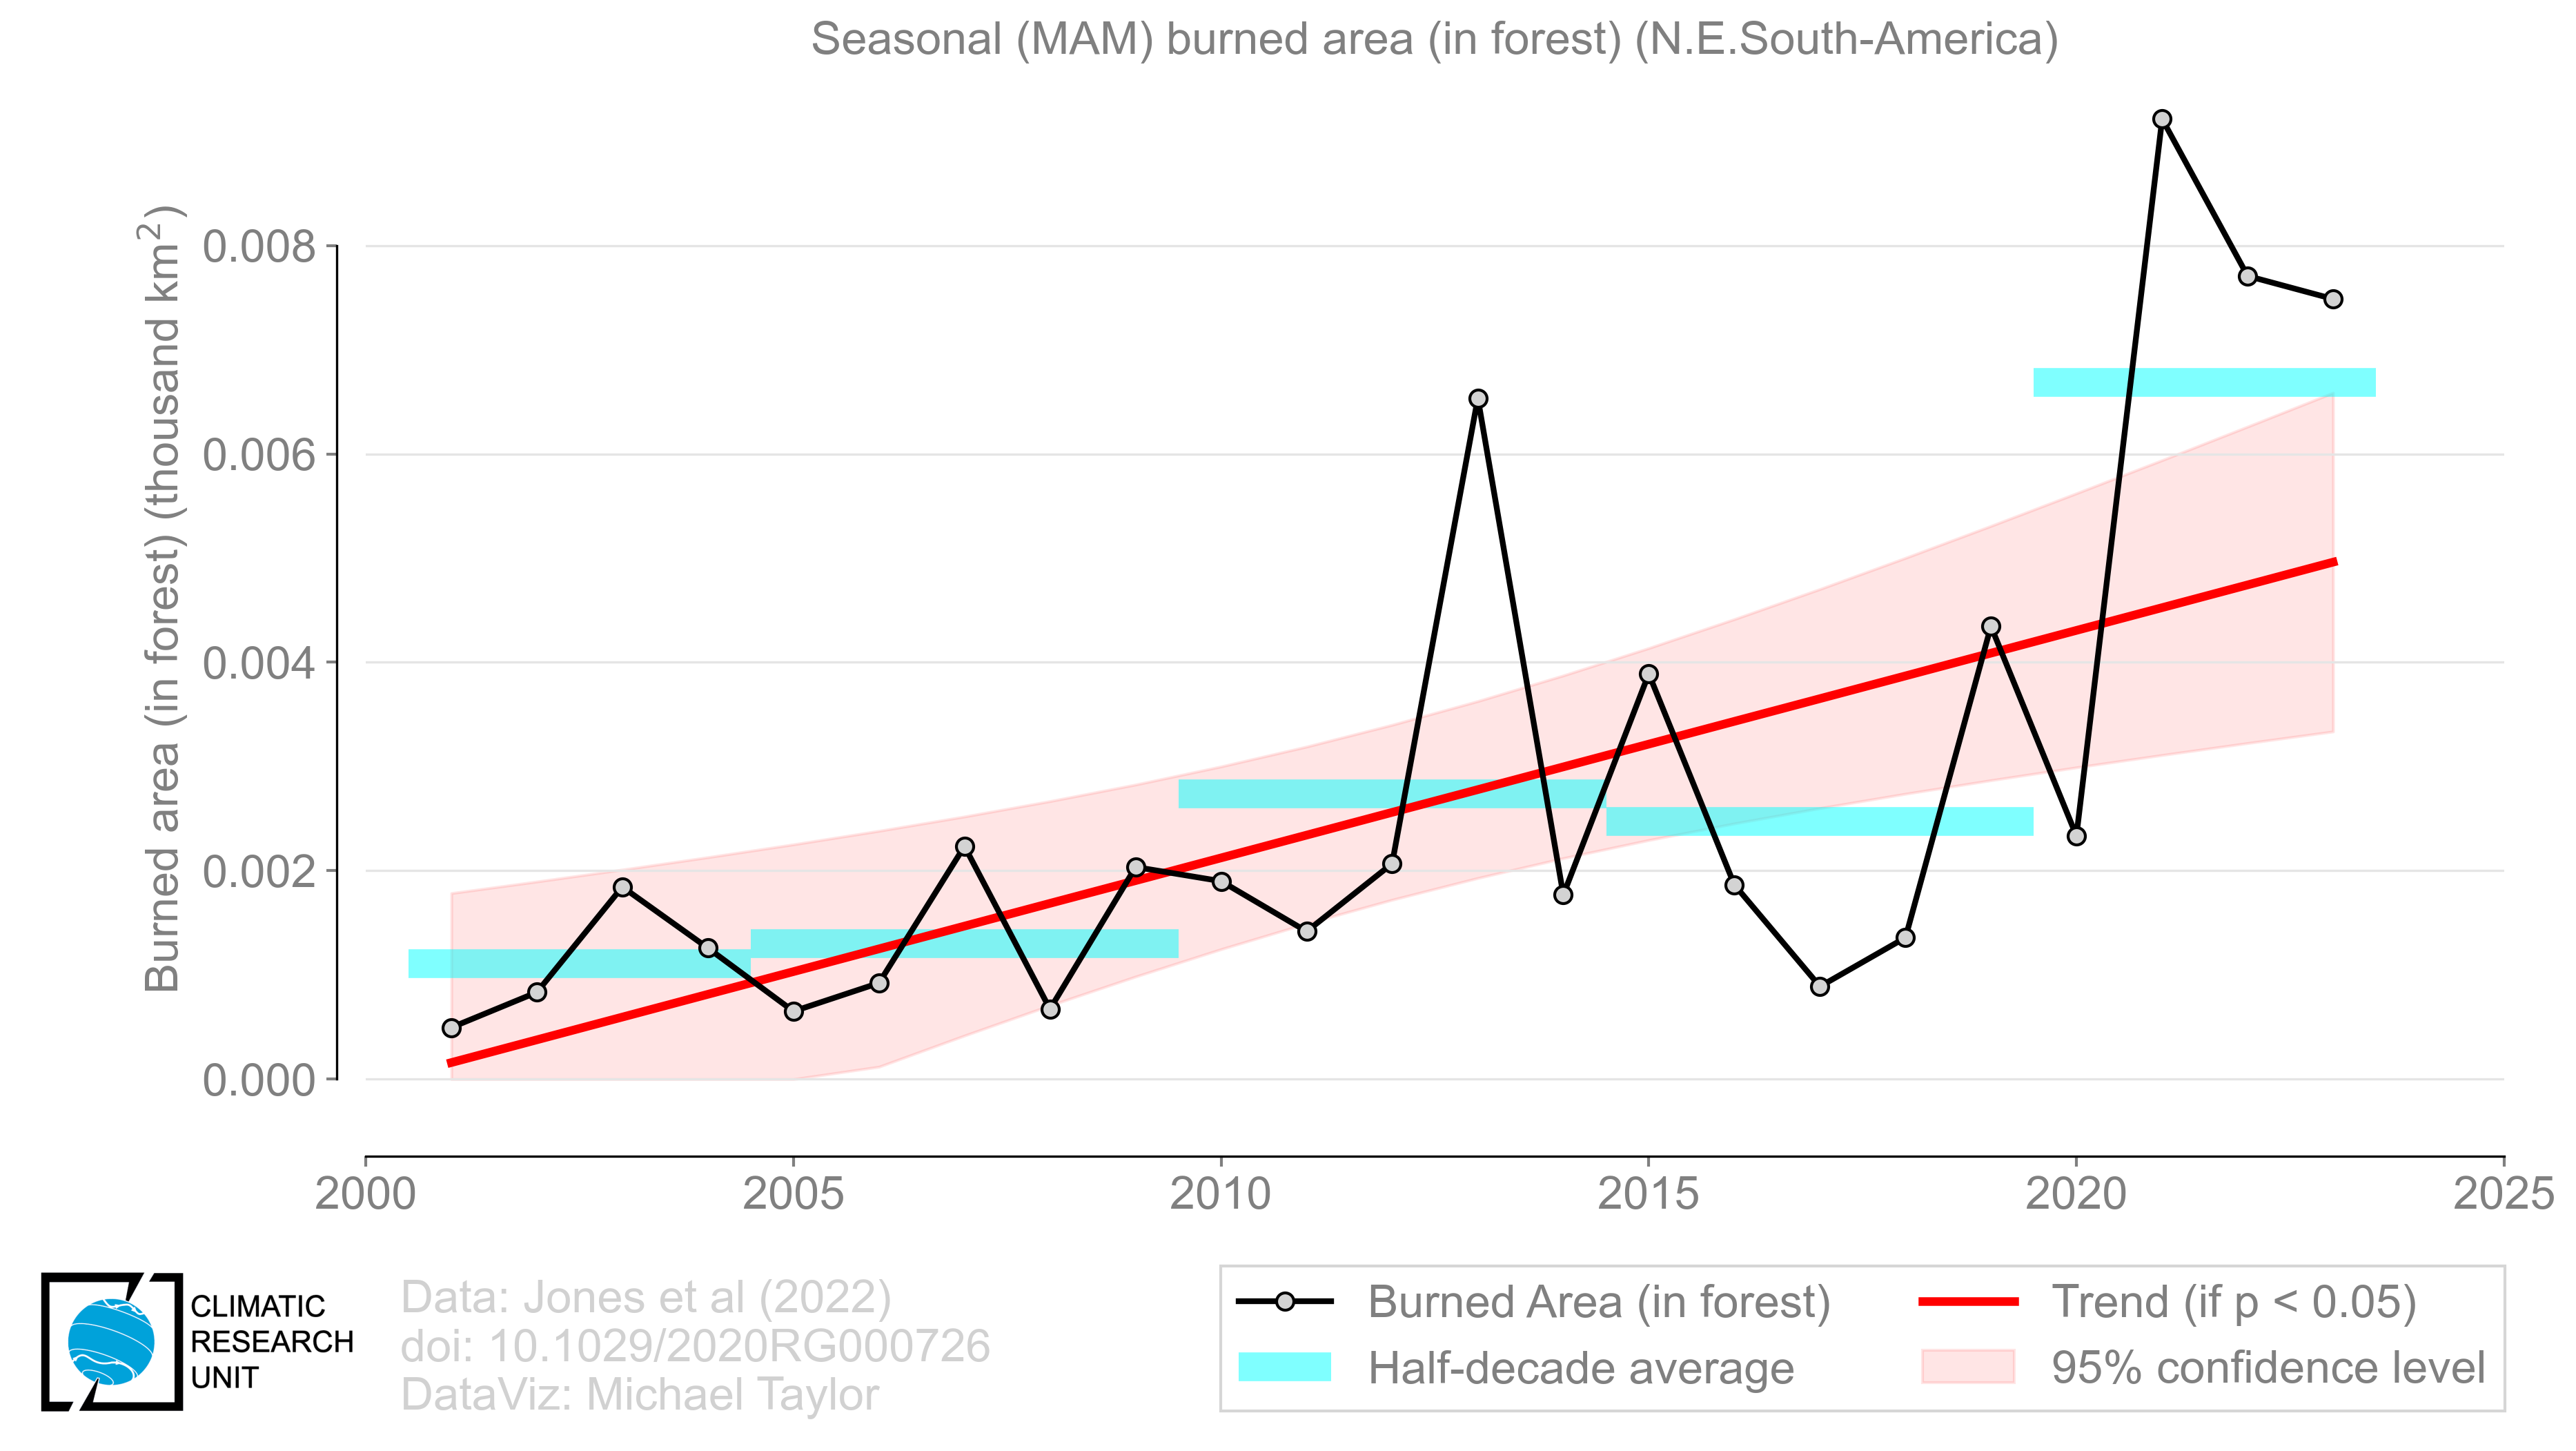 Seasonal (MAM) burned area (in forest) (N.E.South-America)
Burned area (in forest) (thousand km²)
0.008
0.006
0.004
0.002
0.000
2000
2005
2010
2015
2020
2025
CLIMATIC
RESEARCH
UNIT
Data: Jones et al (2022)
doi: 10.1029/2020RG000726
DataViz: Michael Taylor
Burned Area (in forest)
Half-decade average
Trend (if p < 0.05)
95% confidence level